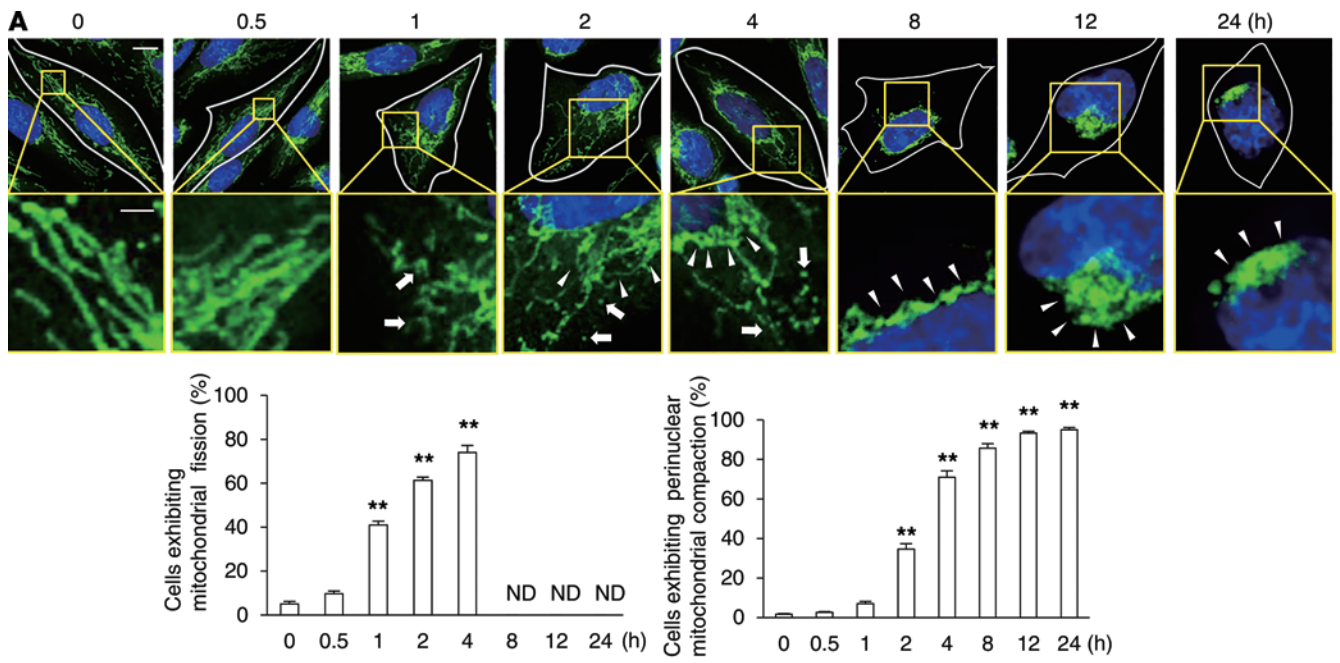 A
0 0.5 1 2 4 8 12 24 (h)
Cells exhibiting
mitochondrial fission (%)
100
80
60
40
20
0
** ** **
ND ND ND
0 0.5 1 2 4 8 12 24 (h)
Cells exhibiting perinuclear
mitochondrial compaction (%)
100
80
60
40
20
0
** ** ** ** **
0 0.5 1 2 4 8 12 24 (h)